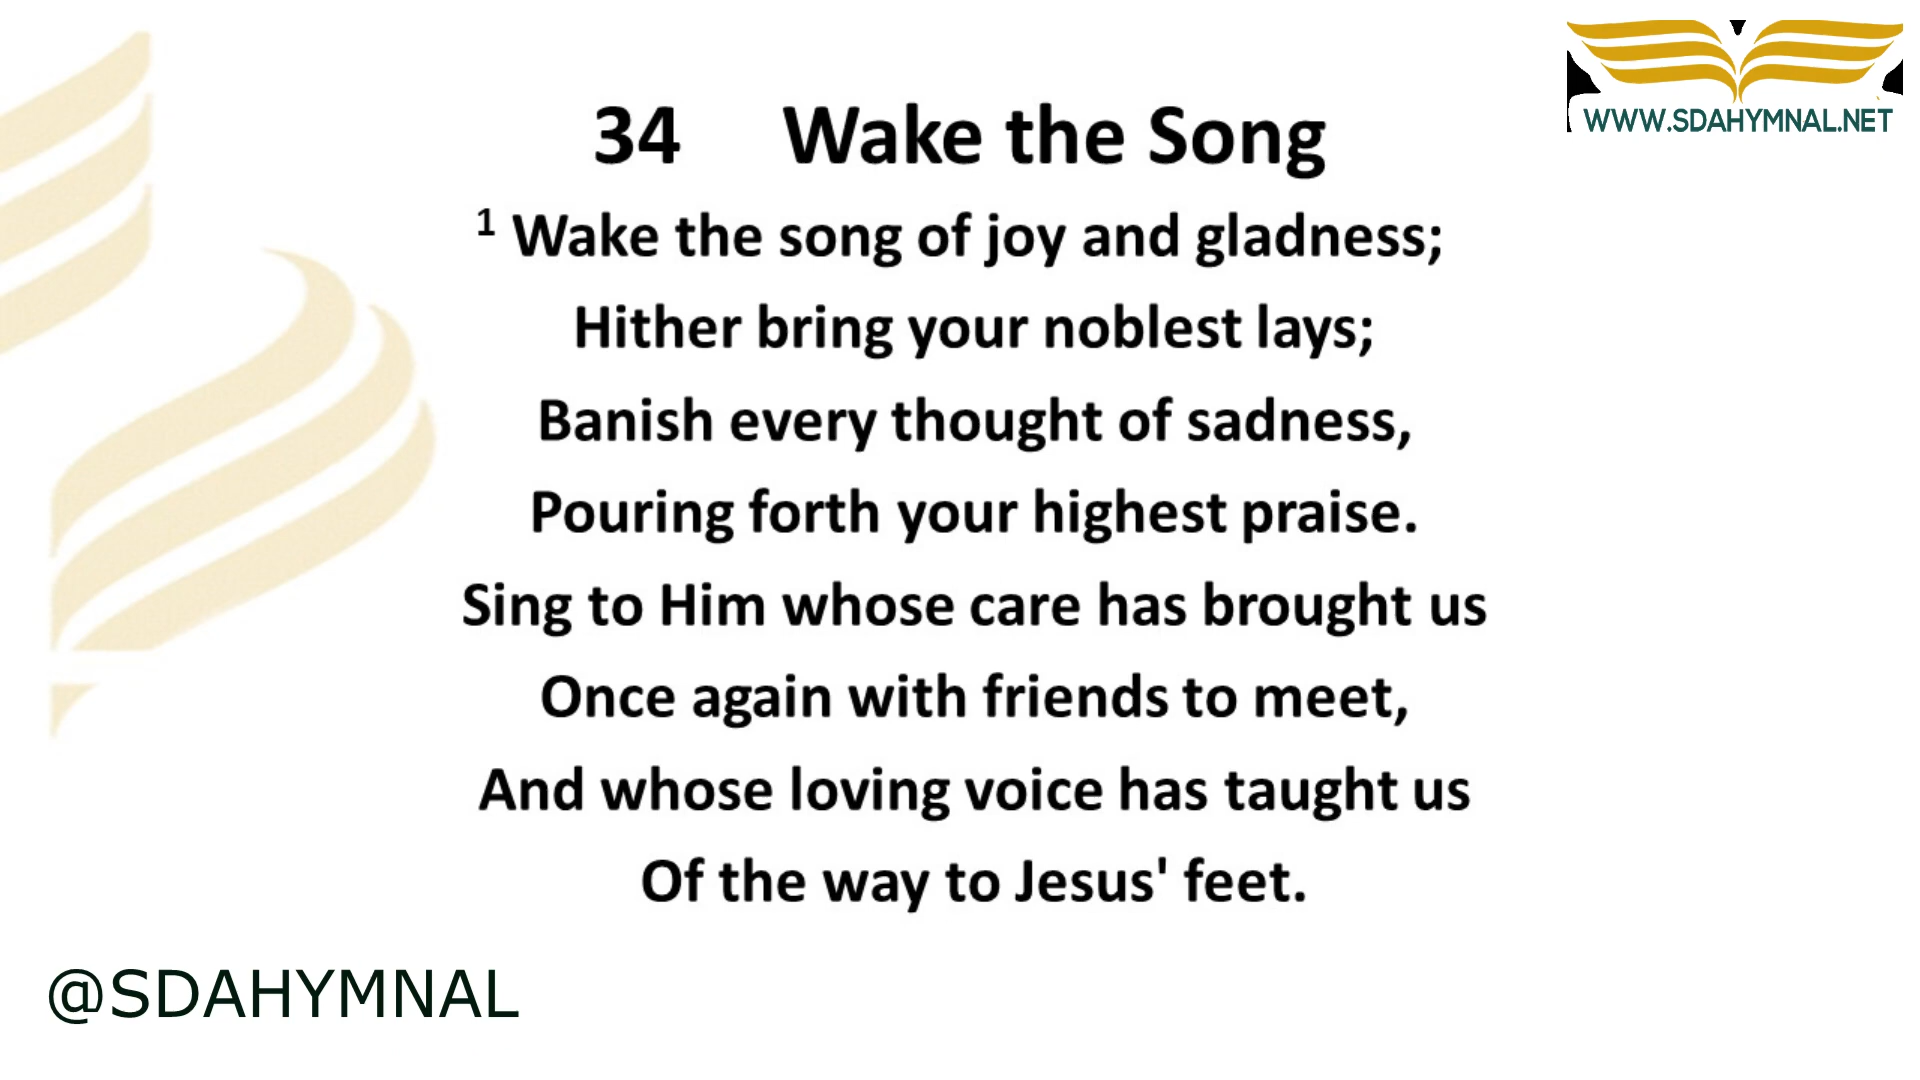 WWW.SDAHYMNAL.NET
34 Wake the Song
1 Wake the song of joy and gladness;
Hither bring your noblest lays;
Banish every thought of sadness,
Pouring forth your highest praise.
Sing to Him whose care has brought us
Once again with friends to meet,
And whose loving voice has taught us
Of the way to Jesus' feet.
@SDAHYMNAL